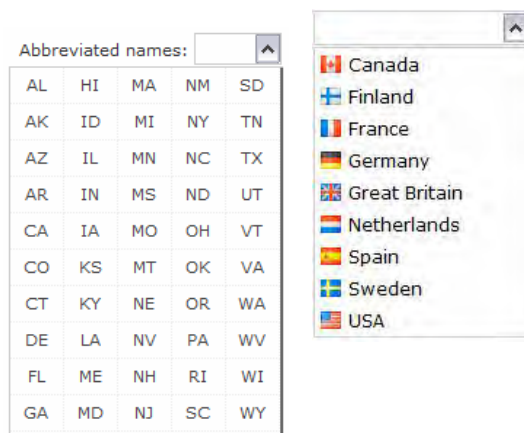 Abbreviated names:
AL HI MA NM SD
AK ID MI NY TN
AZ IL MN NC TX
AR IN MS ND UT
CA IA MO OH VT
CO KS MT OK VA
CT KY NE OR WA
DE LA NV PA WV
FL ME NH RI WI
GA MD NJ SC WY
Canada
Finland
France
Germany
Great Britain
Netherlands
Spain
Sweden
USA